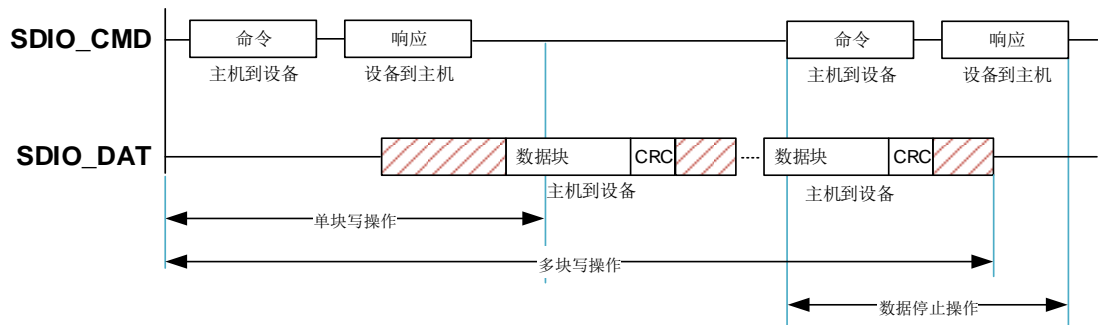 SDIO_CMD
命令
响应
命令
响应
主机到设备
设备到主机
主机到设备
设备到主机
SDIO_DAT
数据块
CRC
数据块
CRC
主机到设备
主机到设备
单块写操作
多块写操作
数据停止操作